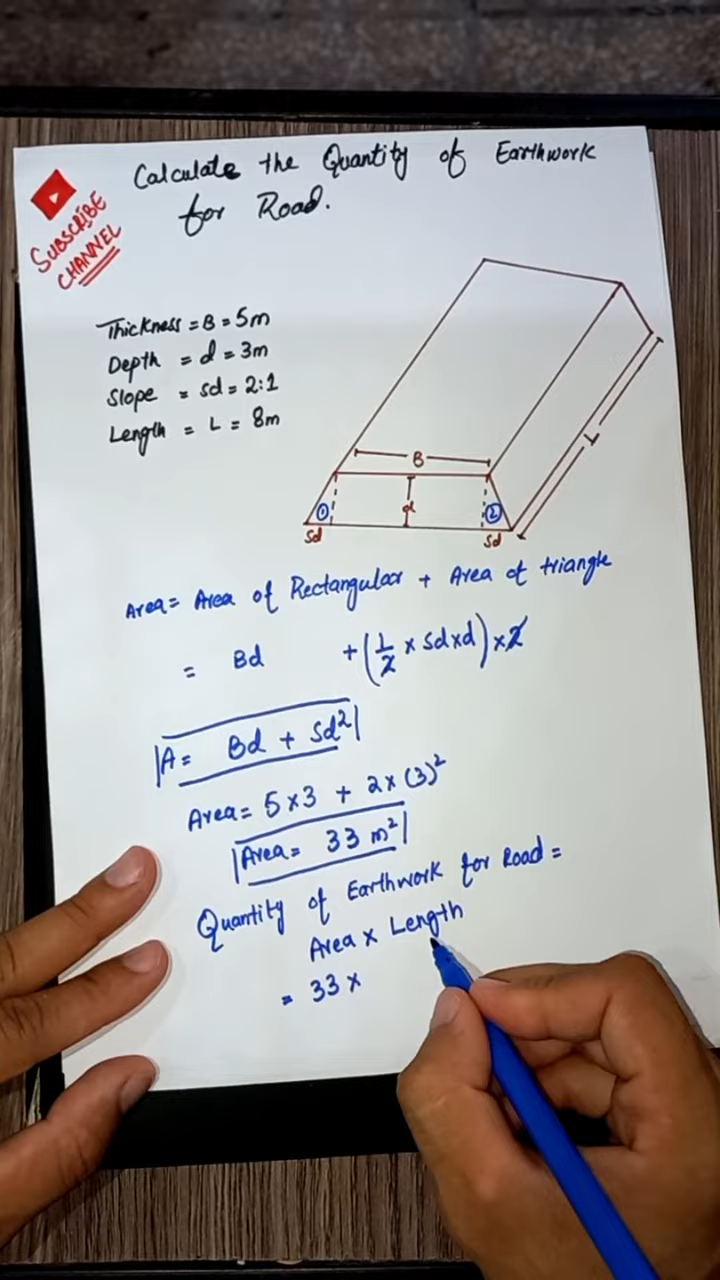 Calculate the Quantity of Earthwork
for Road.
SUBSCRIBE
CHANNEL
Thickness = B = 5m
Depth = d = 3m
Slope = sd = 2:1
Length = L = 8m
B
d
L
①
②
Sd
Sd
Area = Area of Rectangular + Area of triangle
= Bd + (1/2 × Sd×d) × 2
A = Bd + Sd²
Area = 5×3 + 2×(3)²
Area = 33 m²
Quantity of Earthwork for Road =
Area × Length
= 33 ×